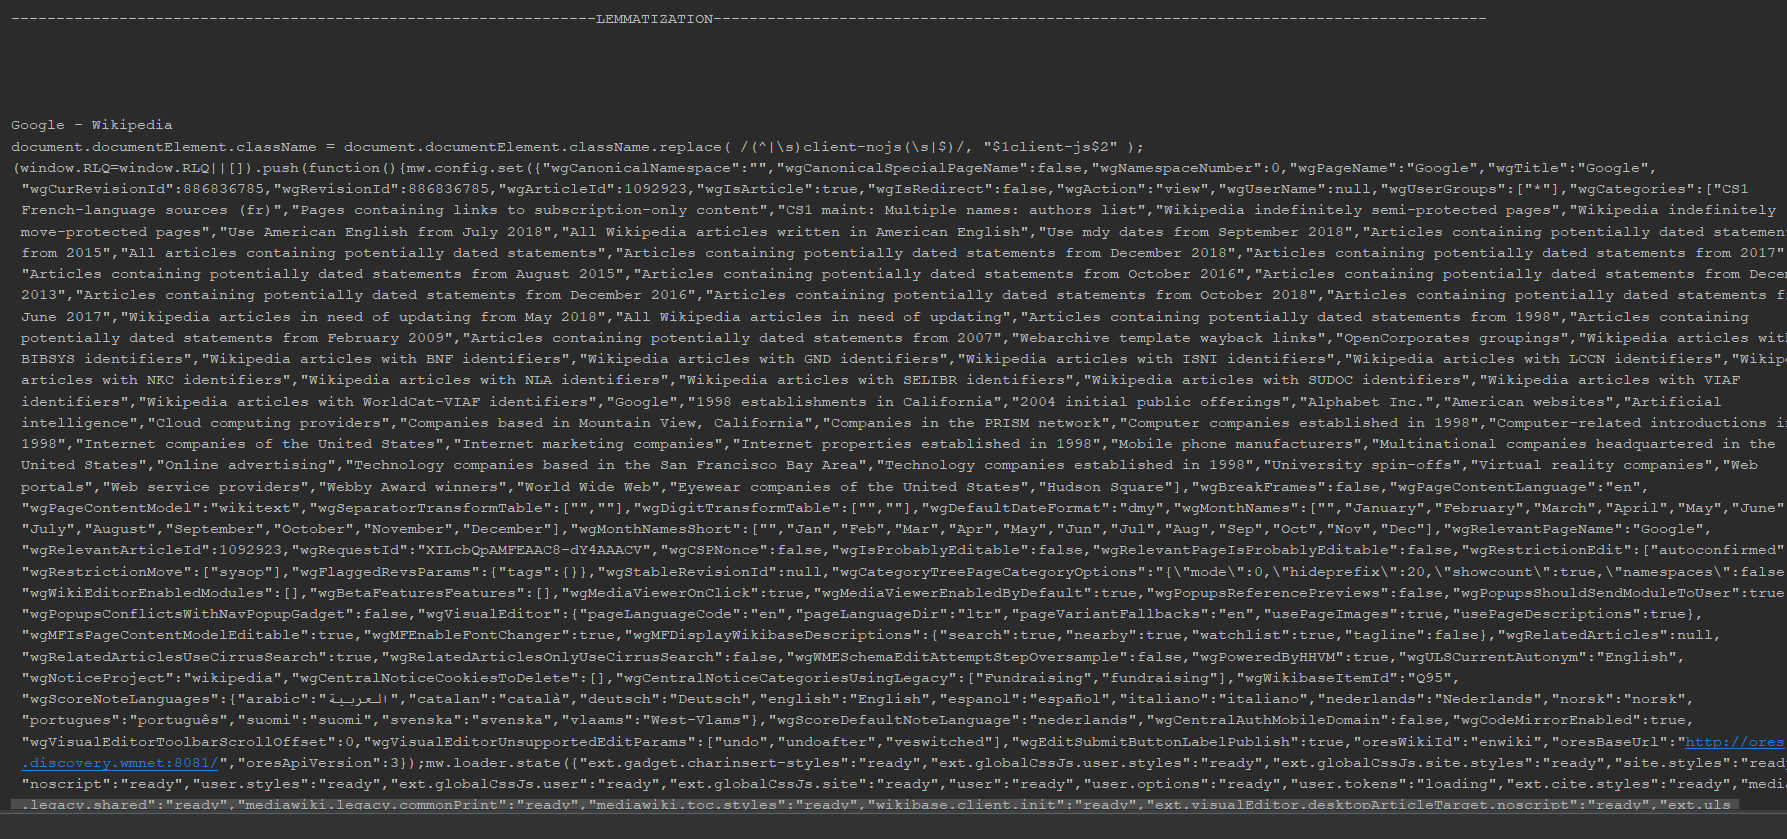 -----------------------------------------------------------------LEMMATIZATION--------------------------------------------------------------------------------------
Google - Wikipedia
document.documentElement.className = document.documentElement.className.replace( /(^|\s)client-nojs(\s|$)/, "$1client-js$2" );
(window.RLQ=window.RLQ||[]).push(function(){mw.config.set({"wgCanonicalNamespace":"","wgCanonicalSpecialPageName":false,"wgNamespaceNumber":0,"wgPageName":"Google","wgTitle":"Google",
"wgCurRevisionId":886836785,"wgRevisionId":886836785,"wgArticleId":1092923,"wgIsArticle":true,"wgIsRedirect":false,"wgAction":"view","wgUserName":null,"wgUserGroups":["*"],"wgCategories":["CS1
French-language sources (fr)","Pages containing links to subscription-only content","CS1 maint: Multiple names: authors list","Wikipedia indefinitely semi-protected pages","Wikipedia indefinitely
move-protected pages","Use American English from July 2018","All Wikipedia articles written in American English","Use mdy dates from September 2018","Articles containing potentially dated statemen
from 2015","All articles containing potentially dated statements","Articles containing potentially dated statements from December 2018","Articles containing potentially dated statements from 2017"
"Articles containing potentially dated statements from August 2015","Articles containing potentially dated statements from October 2016","Articles containing potentially dated statements from Dece
2013","Articles containing potentially dated statements from December 2016","Articles containing potentially dated statements from October 2018","Articles containing potentially dated statements f
June 2017","Wikipedia articles in need of updating from May 2018","All Wikipedia articles in need of updating","Articles containing potentially dated statements from 1998","Articles containing
potentially dated statements from February 2009","Articles containing potentially dated statements from 2007","Webarchive template wayback links","OpenCorporates groupings","Wikipedia articles wit
BIBSYS identifiers","Wikipedia articles with BNF identifiers","Wikipedia articles with GND identifiers","Wikipedia articles with ISNI identifiers","Wikipedia articles with LCCN identifiers","Wikip
articles with NKC identifiers","Wikipedia articles with NLA identifiers","Wikipedia articles with SELIBR identifiers","Wikipedia articles with SUDOC identifiers","Wikipedia articles with VIAF
identifiers","Wikipedia articles with WorldCat-VIAF identifiers","Google","1998 establishments in California","2004 initial public offerings","Alphabet Inc.","American websites","Artificial
intelligence","Cloud computing providers","Companies based in Mountain View, California","Companies in the PRISM network","Computer companies established in 1998","Computer-related introductions i
1998","Internet companies of the United States","Internet marketing companies","Internet properties established in 1998","Mobile phone manufacturers","Multinational companies headquartered in the
United States","Online advertising","Technology companies based in the San Francisco Bay Area","Technology companies established in 1998","University spin-offs","Virtual reality companies","Web
portals","Web service providers","Webby Award winners","World Wide Web","Eyewear companies of the United States","Hudson Square"],"wgBreakFrames":false,"wgPageContentLanguage":"en",
"wgPageContentModel":"wikitext","wgSeparatorTransformTable":["",""],"wgDigitTransformTable":["",""],"wgDefaultDateFormat":"dmy","wgMonthNames":["","January","February","March","April","May","June"
"July","August","September","October","November","December"],"wgMonthNamesShort":["","Jan","Feb","Mar","Apr","May","Jun","Jul","Aug","Sep","Oct","Nov","Dec"],"wgRelevantPageName":"Google",
"wgRelevantArticleId":1092923,"wgRequestId":"XILcbQpAMFEAAC8-dY4AAACV","wgCSPNonce":false,"wgIsProbablyEditable":false,"wgRelevantPageIsProbablyEditable":false,"wgRestrictionEdit":["autoconfirmed"
"wgRestrictionMove":["sysop"],"wgFlaggedRevsParams":{"tags":{}},"wgStableRevisionId":null,"wgCategoryTreePageCategoryOptions":"{\"mode\":0,\"hideprefix\":20,\"showcount\":true,\"namespaces\":false
"wgWikiEditorEnabledModules":[],"wgBetaFeaturesFeatures":[],"wgMediaViewerOnClick":true,"wgMediaViewerEnabledByDefault":true,"wgPopupsReferencePreviews":false,"wgPopupsShouldSendModuleToUser":true
"wgPopupsConflictsWithNavPopupGadget":false,"wgVisualEditor":{"pageLanguageCode":"en","pageLanguageDir":"ltr","pageVariantFallbacks":"en","usePageImages":true,"usePageDescriptions":true},
"wgMFIsPageContentModelEditable":true,"wgMFEnableFontChanger":true,"wgMFDisplayWikibaseDescriptions":{"search":true,"nearby":true,"watchlist":true,"tagline":false},"wgRelatedArticles":null,
"wgRelatedArticlesUseCirrusSearch":true,"wgRelatedArticlesOnlyUseCirrusSearch":false,"wgWMESchemaEditAttemptStepOversample":false,"wgPoweredByHHVM":true,"wgULSCurrentAutonym":"English",
"wgNoticeProject":"wikipedia","wgCentralNoticeCookiesToDelete":[],"wgCentralNoticeCategoriesUsingLegacy":["Fundraising","fundraising"],"wgWikibaseItemId":"Q95",
"wgScoreNoteLanguages":{"arabic":"العربية","catalan":"català","deutsch":"Deutsch","english":"English","espanol":"español","italiano":"italiano","nederlands":"Nederlands","norsk":"norsk",
"portugues":"português","suomi":"suomi","svenska":"svenska","vlaams":"West-Vlams"},"wgScoreDefaultNoteLanguage":"nederlands","wgCentralAuthMobileDomain":false,"wgCodeMirrorEnabled":true,
"wgVisualEditorToolbarScrollOffset":0,"wgVisualEditorUnsupportedEditParams":["undo","undoafter","veswitched"],"wgEditSubmitButtonLabelPublish":true,"oresWikiId":"enwiki","oresBaseUrl":"http://ores
.discovery.wmnet:8081/","oresApiVersion":3});mw.loader.state({"ext.gadget.charinsert-styles":"ready","ext.globalCssJs.user.styles":"ready","ext.globalCssJs.site.styles":"ready","site.styles":"read
"noscript":"ready","user.styles":"ready","ext.globalCssJs.user":"ready","ext.globalCssJs.site":"ready","user":"ready","user.options":"ready","user.tokens":"loading","ext.cite.styles":"ready","medi
.legacy.shared":"ready","mediawiki.legacy.commonPrint":"ready","mediawiki.toc.styles":"ready","wikibase.client.init":"ready","ext.visualEditor.desktopArticleTarget.noscript":"ready","ext.uls